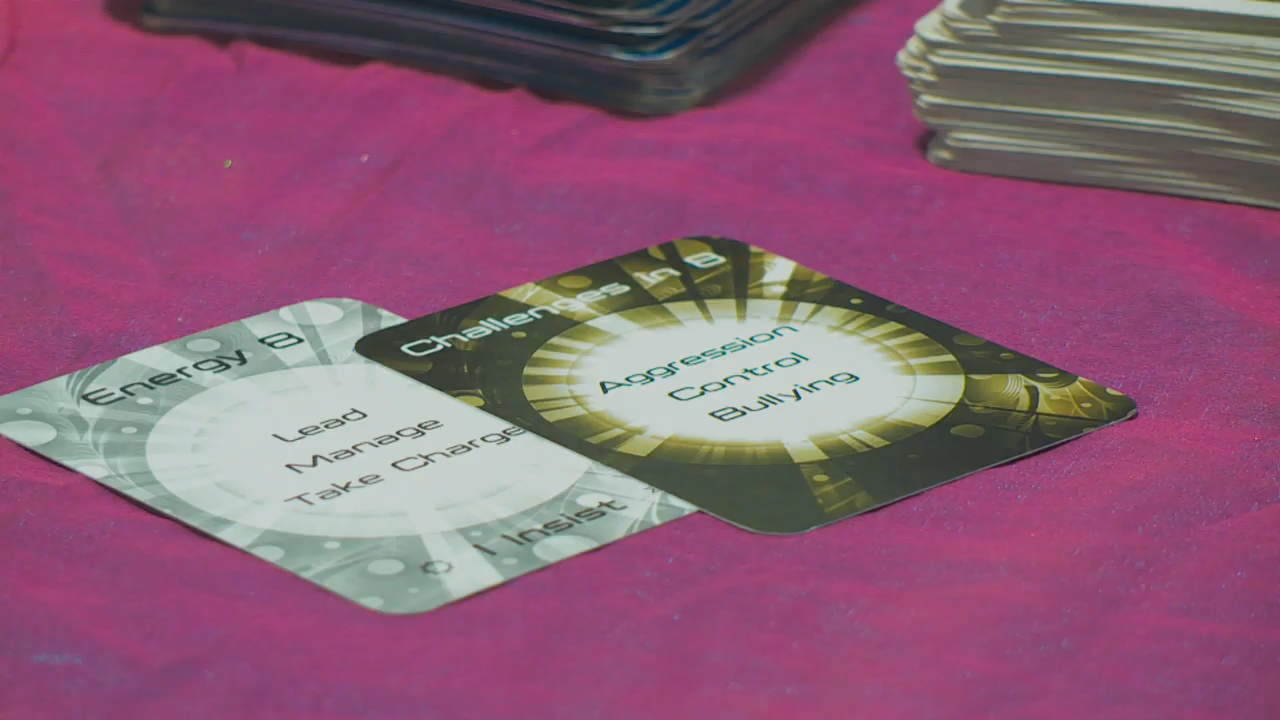 Energy 8
Lead
Manage
Take Charge
I Insist
Challenges in 8
Aggression
Control
Bullying